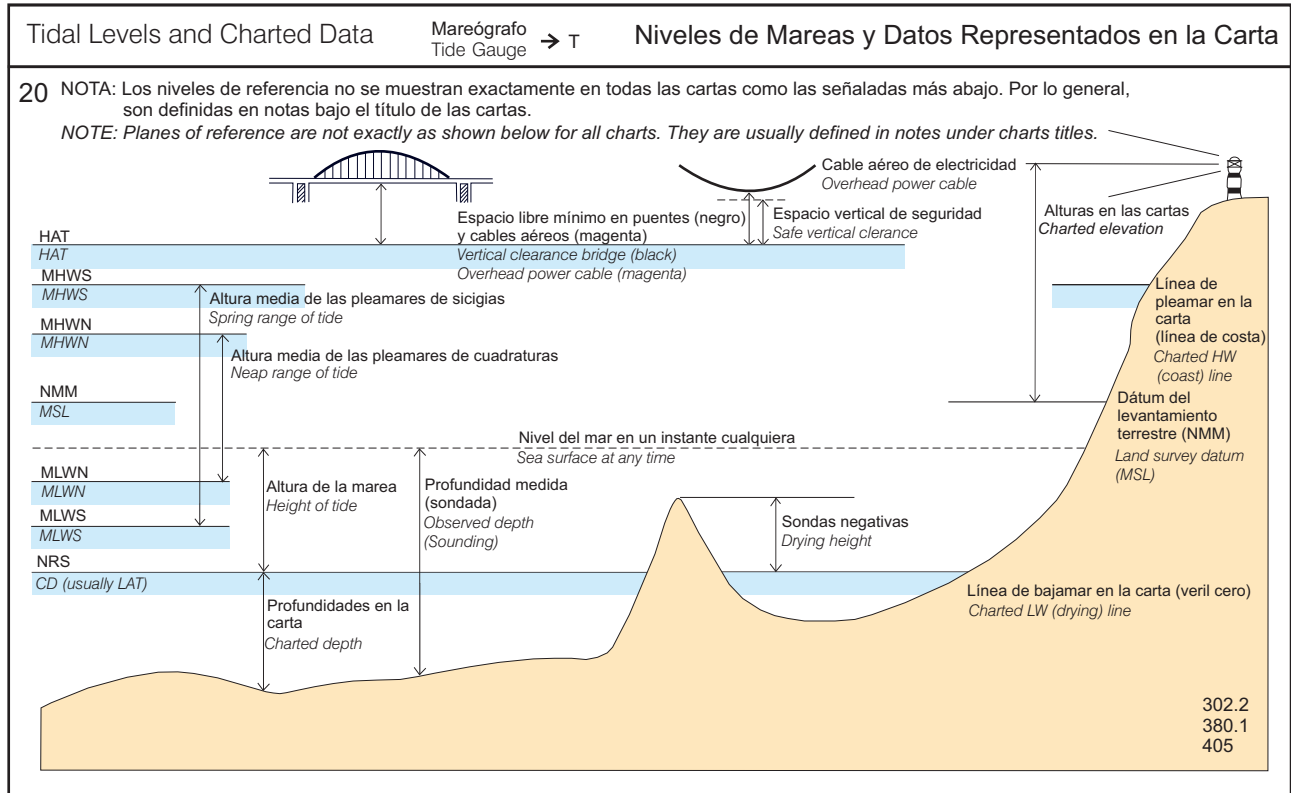 Tidal Levels and Charted Data
Mareógrafo
Tide Gauge → T
Niveles de Mareas y Datos Representados en la Carta
20 NOTA: Los niveles de referencia no se muestran exactamente en todas las cartas como las señaladas más abajo. Por lo general,
son definidas en notas bajo el título de las cartas.
NOTE: Planes of reference are not exactly as shown below for all charts. They are usually defined in notes under charts titles.
Cable aéreo de electricidad
Overhead power cable
Espacio libre mínimo en puentes (negro)
y cables aéreos (magenta)
Vertical clearance bridge (black)
Overhead power cable (magenta)
Espacio vertical de seguridad
Safe vertical clerance
Alturas en las cartas
Charted elevation
HAT
HAT
MHWS
MHWS
Altura media de las pleamares de sicigias
Spring range of tide
MHWN
MHWN
Altura media de las pleamares de cuadraturas
Neap range of tide
Línea de
pleamar en la
carta
(línea de costa)
Charted HW
(coast) line
NMM
MSL
Dátum del
levantamiento
terrestre (NMM)
Land survey datum
(MSL)
Nivel del mar en un instante cualquiera
Sea surface at any time
MLWN
MLWN
Altura de la marea
Height of tide
Profundidad medida
(sondada)
Observed depth
(Sounding)
MLWS
MLWS
Sondas negativas
Drying height
NRS
CD (usually LAT)
Profundidades en la
carta
Charted depth
Línea de bajamar en la carta (veril cero)
Charted LW (drying) line
302.2
380.1
405